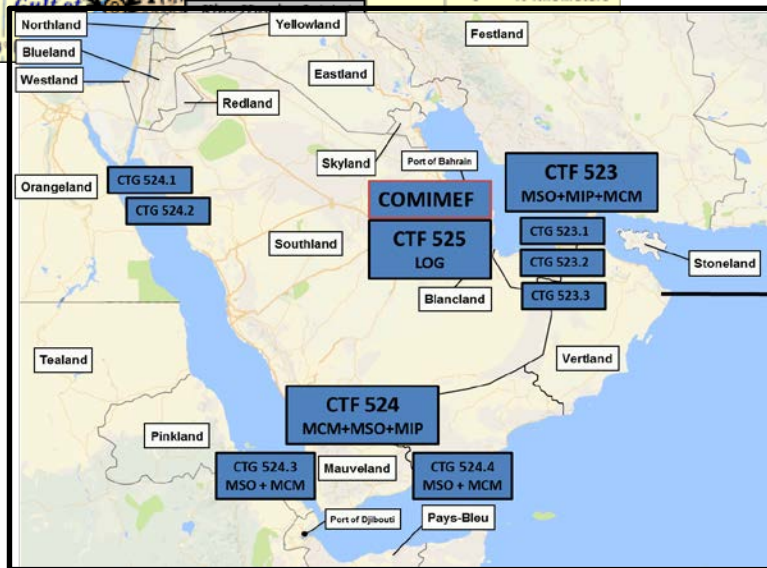 Gulf of
Northland
Yellowland
Festland
Blueland
Westland
Eastland
Redland
Skyland
Port of Bahrain
CTF 523
MSO+MIP+MCM
Orangeland
CTG 524.1
CTG 524.2
COMIMEF
CTG 523.1
Southland
CTF 525
LOG
CTG 523.2
Stoneland
Blancland
CTG 523.3
Tealand
Vertland
CTF 524
MCM+MSO+MIP
Pinkland
CTG 524.3
MSO + MCM
Mauveland
CTG 524.4
MSO + MCM
Port of Djibouti
Pays-Bleu